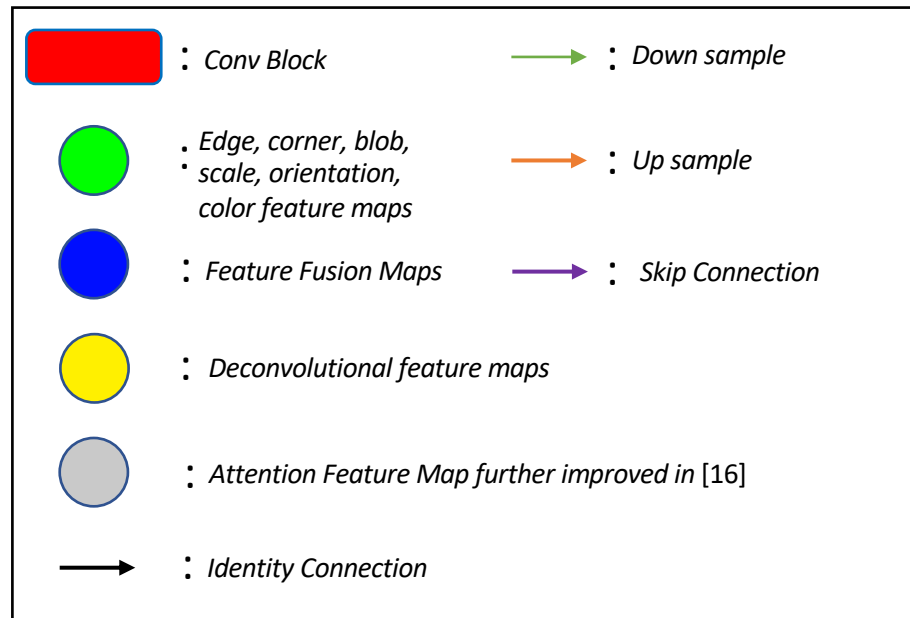 : Conv Block
: Down sample
: Edge, corner, blob,
scale, orientation,
color feature maps
: Up sample
: Feature Fusion Maps
: Skip Connection
: Deconvolutional feature maps
: Attention Feature Map further improved in [16]
: Identity Connection